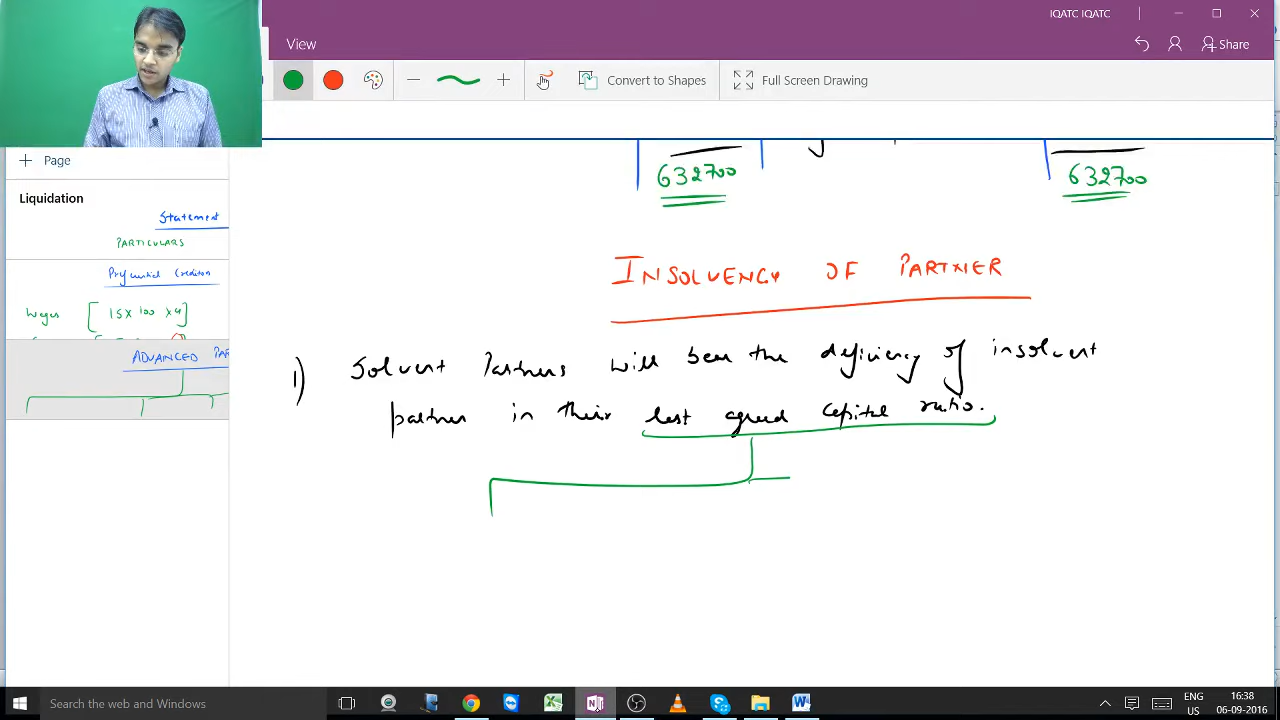 IQATC IQATC
View
Share
Convert to Shapes
Full Screen Drawing
+ Page
Liquidation
Statement
PARTICULARS
Wages [15 x 100 x 4]
ADVANCED PAR
632700 632700
INSOLVENCY OF PARTNER
1) Solvent Partners will bear the deficiency of insolvent
partner in their last agreed capital ratio.
Search the web and Windows
ENG
US
16:38
06-09-2016